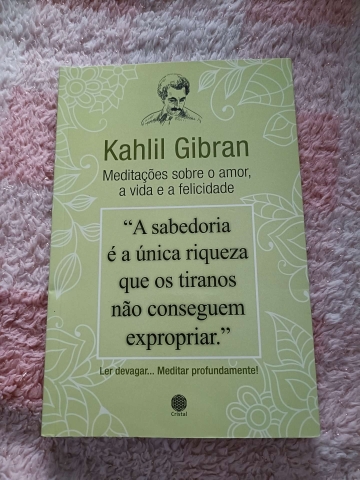 Kahlil Gibran
Meditações sobre o amor,
a vida e a felicidade
“A sabedoria
é a única riqueza
que os tiranos
não conseguem
expropriar.”
Ler devagar... Meditar profundamente!
Cristal